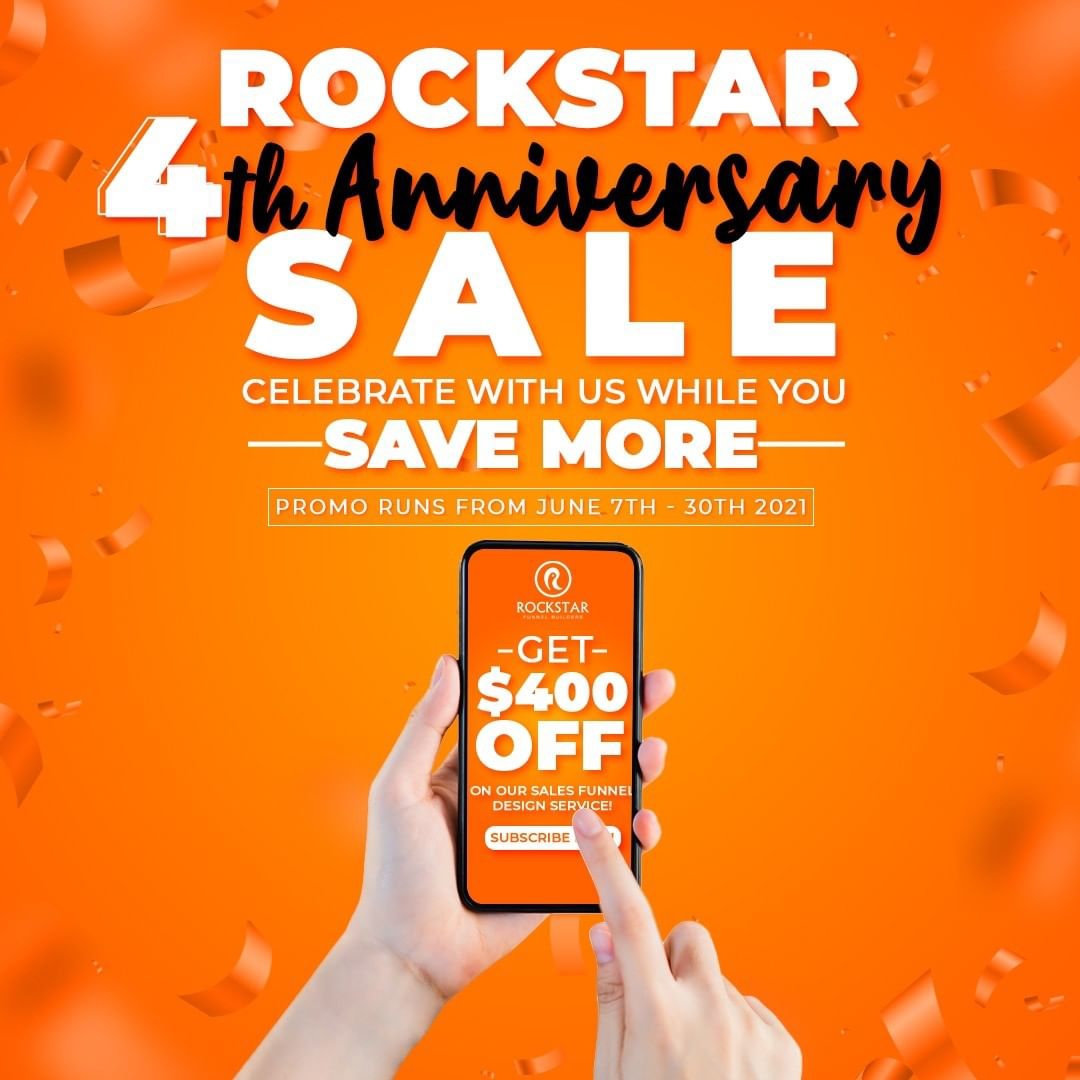 ROCKSTAR
4th Anniversary
SALE
CELEBRATE WITH US WHILE YOU
SAVE MORE
PROMO RUNS FROM JUNE 7TH - 30TH 2021
ROCKSTAR
FUNNEL BUILDERS
-GET-
$400
OFF
ON OUR SALES FUNNEL
DESIGN SERVICE!
SUBSCRIBE